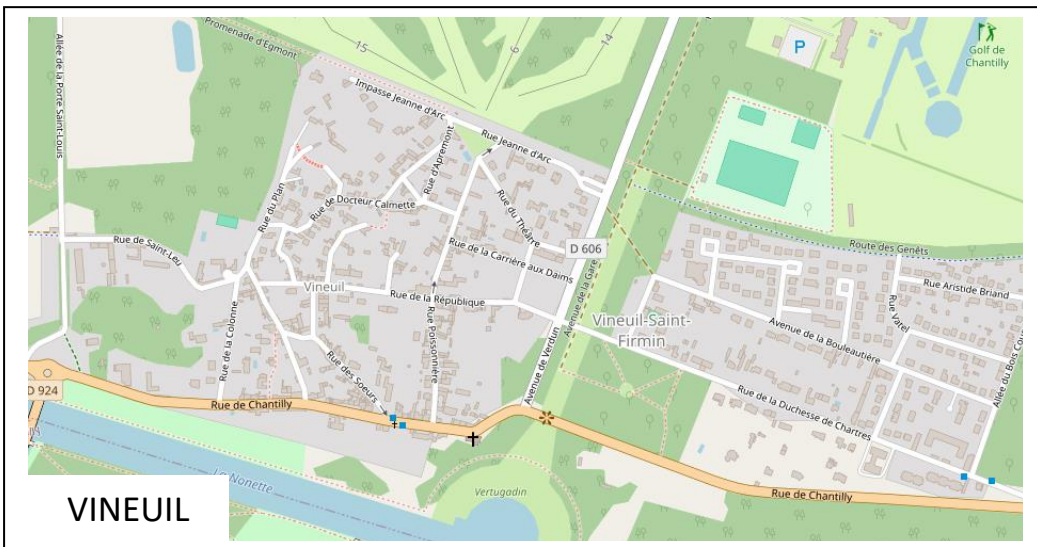 Promenade d'Egmont
15
6
14
P
Golf de
Chantilly
Allée de la Porte Saint-Louis
Impasse Jeanne d'Arc
Rue Jeanne d'Arc
Rue d'Apremont
Rue du Plan
Rue de Docteur Calmette
Rue du Théâtre
Rue de la Carrière aux Daims
D 606
Route des Genêts
Rue de Saint-Leu
Vineuil
Rue de la République
Avenue de la Gare
Rue Aristide Briand
Rue Vatel
Vineuil-Saint-
Firmin
Avenue de la Bouleautière
Rue de la Colonne
Rue Poissonnière
Rue des Soeurs
Avenue de Verdun
Allée du Bois Cou
D 924
Rue de Chantilly
Rue de la Duchesse de Chartres
La Nonette
Vertugadin
Rue de Chantilly
VINEUIL